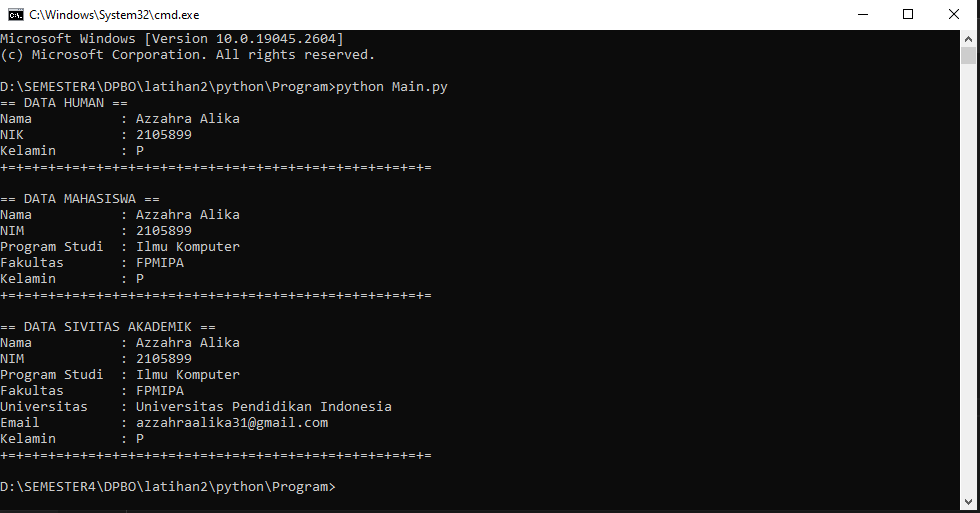 C:\Windows\System32\cmd.exe
Microsoft Windows [Version 10.0.19045.2604]
(c) Microsoft Corporation. All rights reserved.
D:\SEMESTER4\DPBO\latihan2\python\Program>python Main.py
== DATA HUMAN ==
Nama           : Azzahra Alika
NIK            : 2105899
Kelamin        : P
+=+=+=+=+=+=+=+=+=+=+=+=+=+=+=+=+=+=+=+=+=+=+=+=+=+=+=
== DATA MAHASISWA ==
Nama           : Azzahra Alika
NIM            : 2105899
Program Studi  : Ilmu Komputer
Fakultas       : FPMIPA
Kelamin        : P
+=+=+=+=+=+=+=+=+=+=+=+=+=+=+=+=+=+=+=+=+=+=+=+=+=+=+=
== DATA SIVITAS AKADEMIK ==
Nama           : Azzahra Alika
NIM            : 2105899
Program Studi  : Ilmu Komputer
Fakultas       : FPMIPA
Universitas    : Universitas Pendidikan Indonesia
Email          : azzahraalika31@gmail.com
Kelamin        : P
+=+=+=+=+=+=+=+=+=+=+=+=+=+=+=+=+=+=+=+=+=+=+=+=+=+=+=
D:\SEMESTER4\DPBO\latihan2\python\Program>